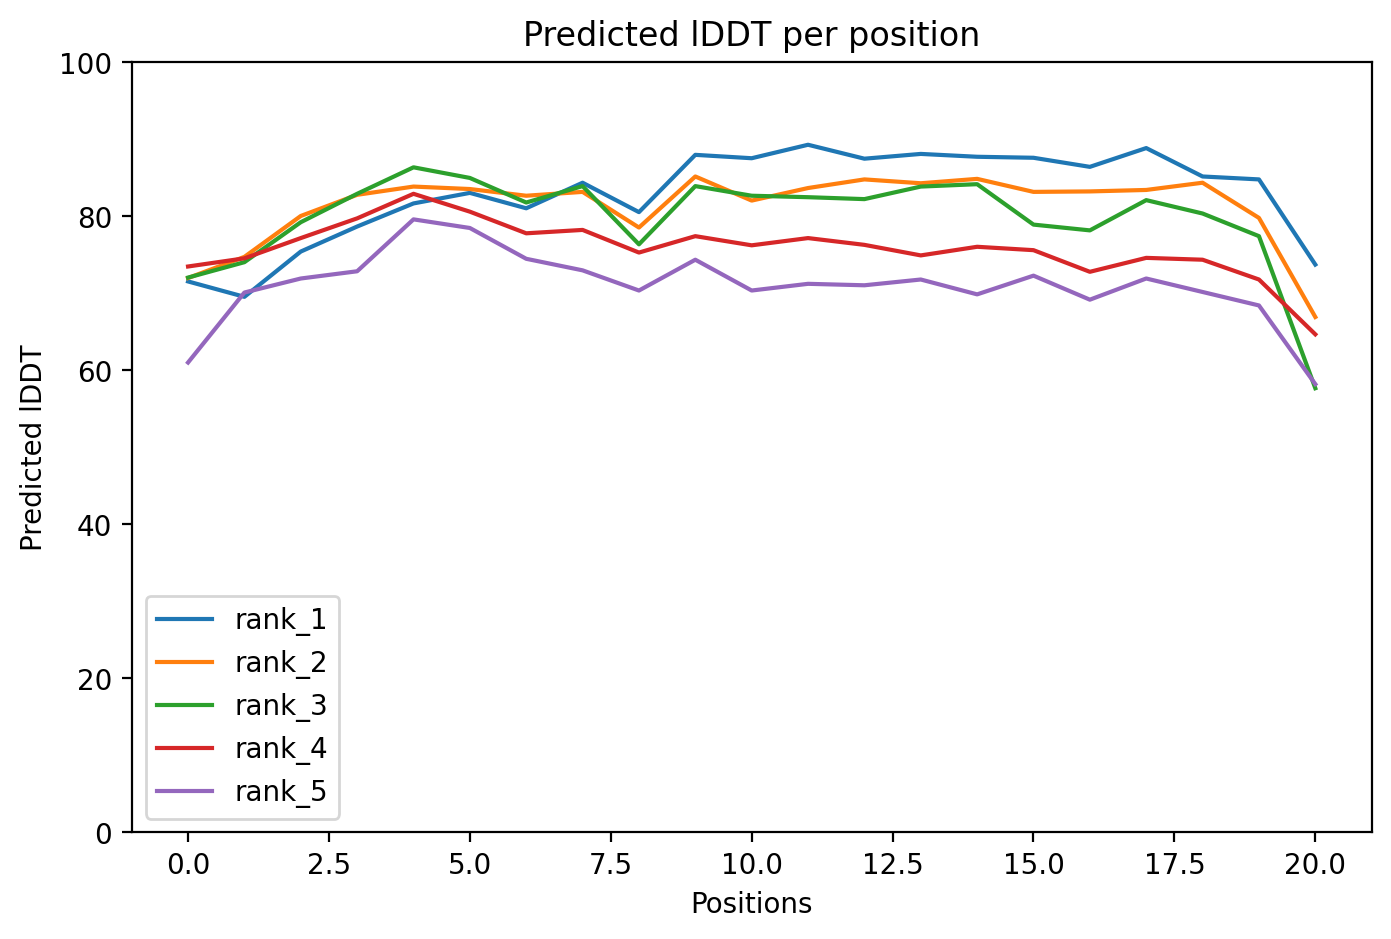 Predicted lDDT per position
100
80
60
40
20
0
Predicted lDDT
rank_1
rank_2
rank_3
rank_4
rank_5
0.0 2.5 5.0 7.5 10.0 12.5 15.0 17.5 20.0
Positions